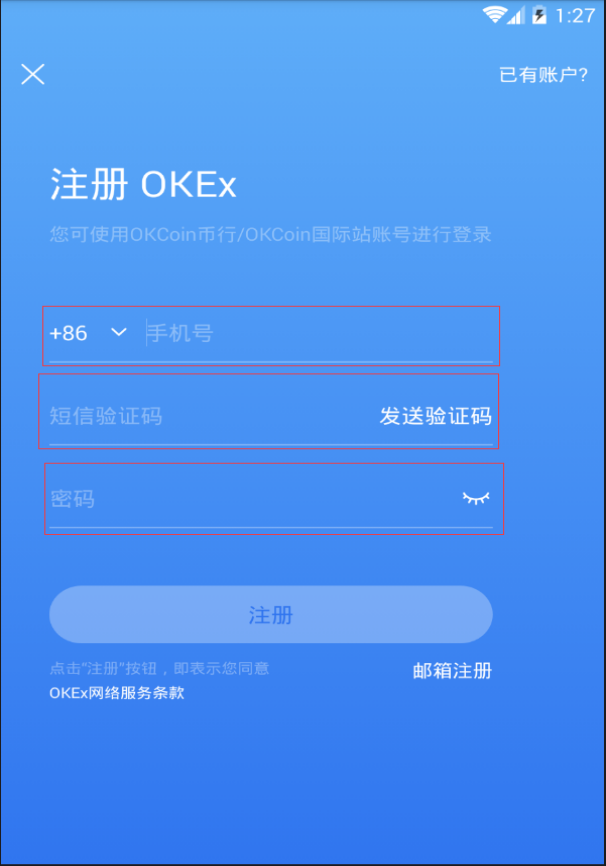 1:27
已有账户?
注册 OKEx
您可使用OKCoin币行/OKCoin国际站账号进行登录
+86 手机号
短信验证码 发送验证码
密码
注册
点击“注册”按钮，即表示您同意
OKEx网络服务条款
邮箱注册